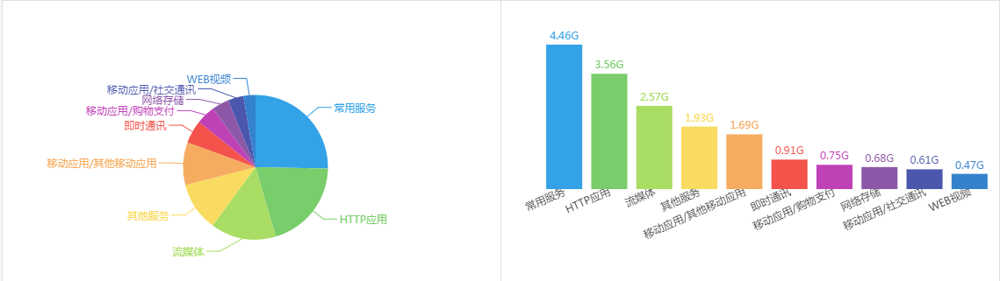 WEB视频
移动应用/社交通讯
网络存储
移动应用/购物支付
即时通讯
移动应用/其他移动应用
其他服务
流媒体
常用服务
HTTP应用
4.46G
3.56G
2.57G
1.93G
1.69G
0.91G
0.75G
0.68G
0.61G
0.47G
常用服务
HTTP应用
流媒体
其他服务
移动应用/其他移动应用
即时通讯
移动应用/购物支付
网络存储
移动应用/社交通讯
WEB视频